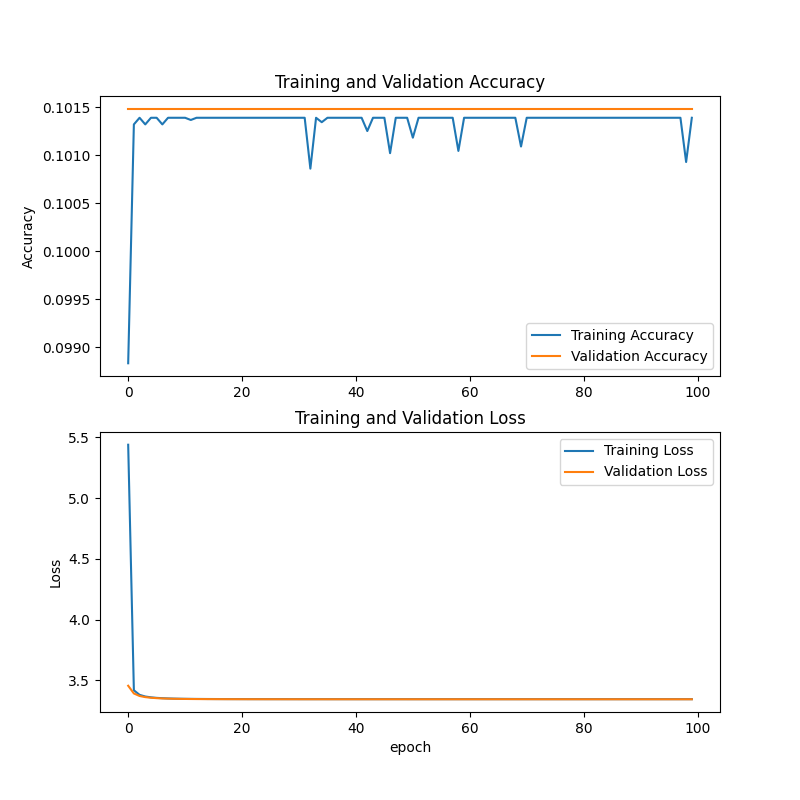 Training and Validation Accuracy
0.1015
0.1010
0.1005
0.1000
0.0995
0.0990
Accuracy
Training Accuracy
Validation Accuracy
0 20 40 60 80 100
Training and Validation Loss
5.5
5.0
4.5
4.0
3.5
Loss
Training Loss
Validation Loss
0 20 40 60 80 100
epoch